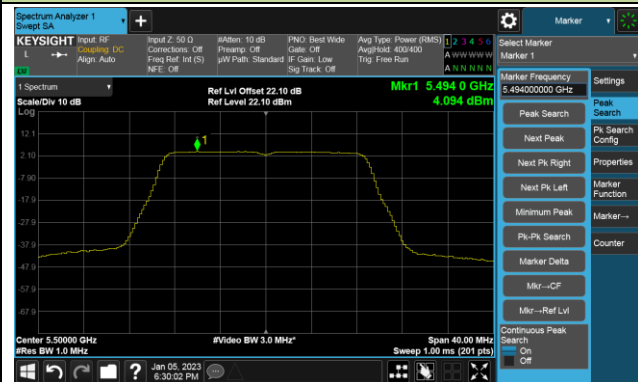 Spectrum Analyzer 1
Swept SA
Marker
KEYSIGHT
L
LXI
Input: RF
Coupling: DC
Align: Auto
Input Z: 50 Ω
Corrections: Off
Freq Ref: Int (S)
NFE: Off
#Atten: 10 dB
Preamp: Off
µW Path: Standard
PNO: Best Wide
Gate: Off
IF Gain: Low
Sig Track: Off
Avg Type: Power (RMS)
Avg|Hold: 400/400
Trig: Free Run
1 2 3 4 5 6
A W W W W W
A N N N N N
Select Marker
Marker 1
Marker Frequency
5.494000000 GHz
Settings
Peak Search
Next Peak
Next Pk Right
Next Pk Left
Minimum Peak
Pk-Pk Search
Marker Delta
Mkr→CF
Mkr→Ref Lvl
Continuous Peak
Search
On
Off
Peak
Search
Pk Search
Config
Properties
Marker
Function
Marker→
Counter
1 Spectrum
Scale/Div 10 dB
Log
Ref Lvl Offset 22.10 dB
Ref Level 22.10 dBm
Mkr1 5.494 0 GHz
4.094 dBm
1
12.1
2.10
-7.90
-17.9
-27.9
-37.9
-47.9
-57.9
-67.9
Center 5.50000 GHz
#Res BW 1.0 MHz
#Video BW 3.0 MHz*
Span 40.00 MHz
Sweep 1.00 ms (201 pts)
Jan 05, 2023
6:30:02 PM